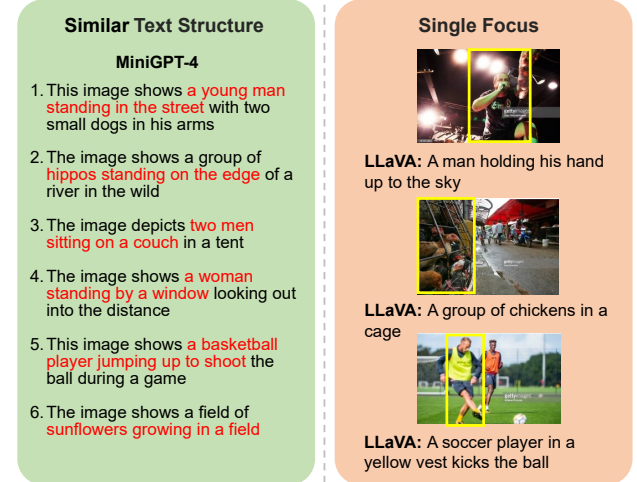 Similar Text Structure
MiniGPT-4
1. This image shows a young man
standing in the street with two
small dogs in his arms
2. The image shows a group of
hippos standing on the edge of a
river in the wild
3. The image depicts two men
sitting on a couch in a tent
4. The image shows a woman
standing by a window looking out
into the distance
5. This image shows a basketball
player jumping up to shoot the
ball during a game
6. The image shows a field of
sunflowers growing in a field
Single Focus
gettyimages
LLaVA: A man holding his hand
up to the sky
gettyimages
LLaVA: A group of chickens in a
cage
gettyimages
LLaVA: A soccer player in a
yellow vest kicks the ball